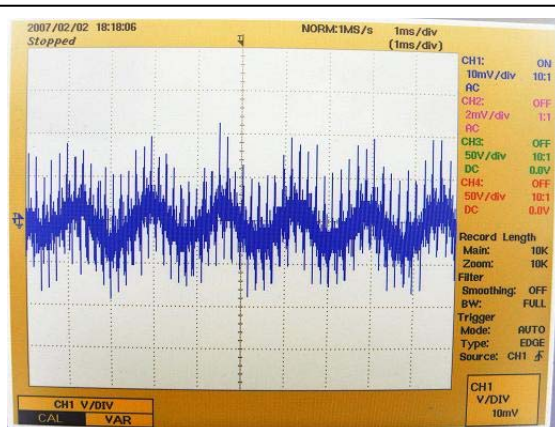 2007/02/02 18:18:06 NORM:1MS/s 1ms/div
Stopped (1ms/div)
CH1: ON
10mV/div 10:1
AC
CH2: OFF
2mV/div 1:1
AC
CH3: OFF
50V/div 10:1
DC 0.0V
CH4: OFF
50V/div 10:1
DC 0.0V
Record Length
Main: 10K
Zoom: 10K
Filter
Smoothing: OFF
BW: FULL
Trigger
Mode: AUTO
Type: EDGE
Source: CH1
CH1 V/DIV
CAL VAR
CH1
V/DIV
10mV